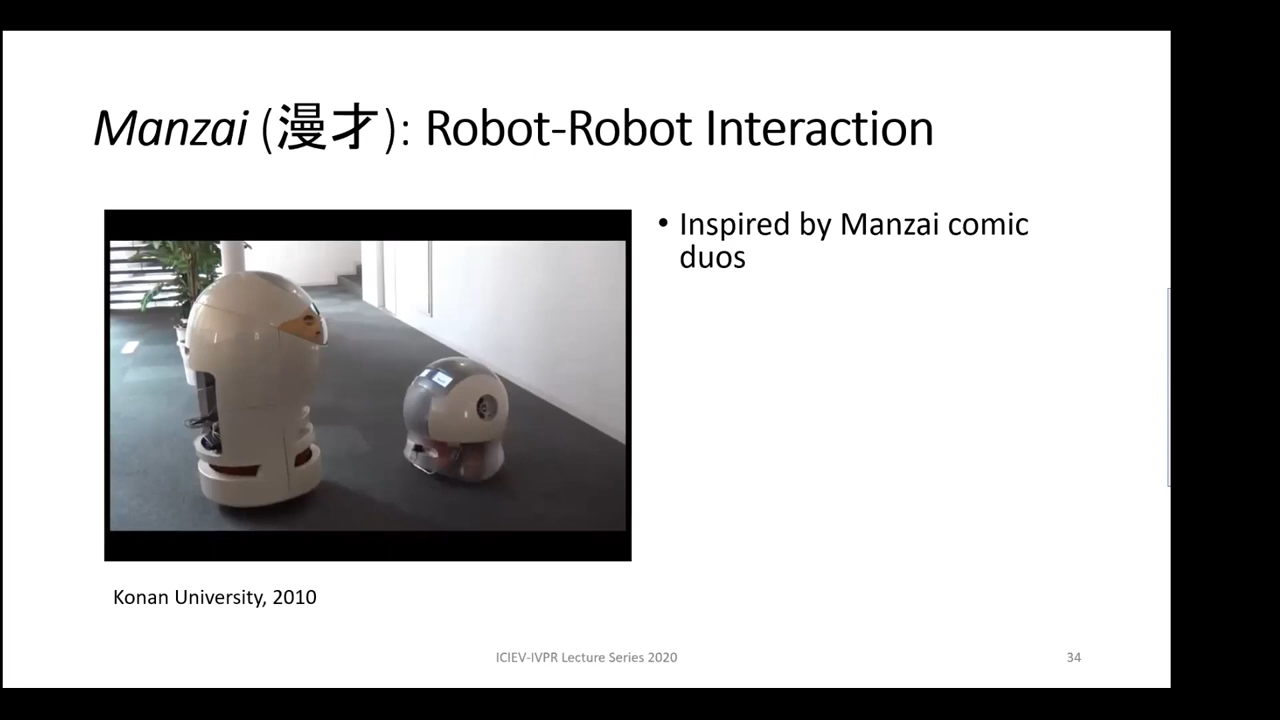 Manzai (漫才): Robot-Robot Interaction
• Inspired by Manzai comic
duos
Konan University, 2010
ICIEV-IVPR Lecture Series 2020
34